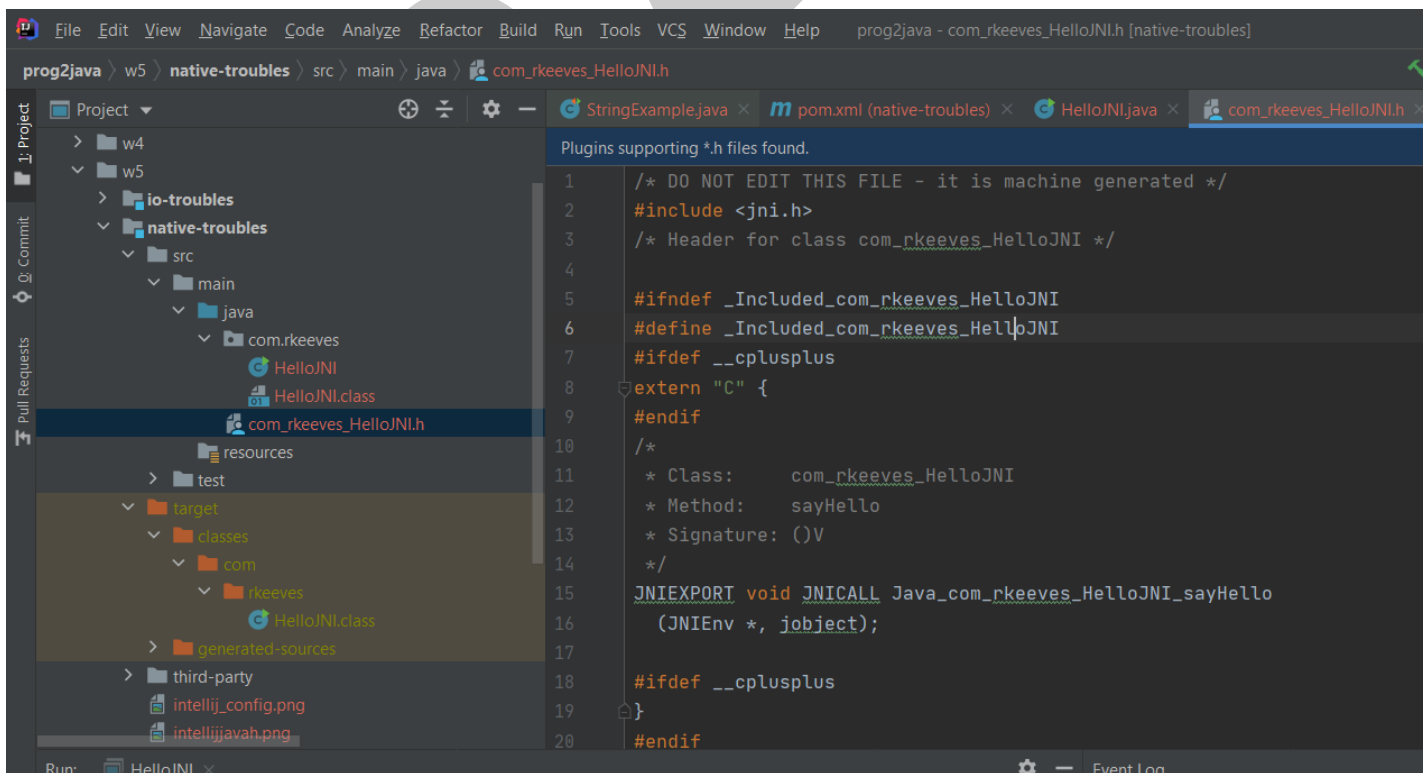 File Edit View Navigate Code Analyze Refactor Build Run Tools VCS Window Help prog2java - com_rkeeves_HelloJNI.h [native-troubles]
prog2java w5 native-troubles src main java com_rkeeves_HelloJNI.h
1: Project
0: Commit
Pull Requests
Project
w4
w5
io-troubles
native-troubles
src
main
java
com.rkeeves
HelloJNI
HelloJNI.class
com_rkeeves_HelloJNI.h
resources
test
target
classes
com
rkeeves
HelloJNI.class
generated-sources
third-party
intellij_config.png
intellijjavah.png
StringExample.java pom.xml (native-troubles) HelloJNI.java com_rkeeves_HelloJNI.h
Plugins supporting *.h files found.
1 /* DO NOT EDIT THIS FILE - it is machine generated */
2 #include <jni.h>
3 /* Header for class com_rkeeves_HelloJNI */
4
5 #ifndef _Included_com_rkeeves_HelloJNI
6 #define _Included_com_rkeeves_HelloJNI
7 #ifdef __cplusplus
8 extern "C" {
9 #endif
10 /*
11 * Class: com_rkeeves_HelloJNI
12 * Method: sayHello
13 * Signature: ()V
14 */
15 JNIEXPORT void JNICALL Java_com_rkeeves_HelloJNI_sayHello
16 (JNIEnv *, jobject);
17
18 #ifdef __cplusplus
19 }
20 #endif
Run: HelloJNI Event Log